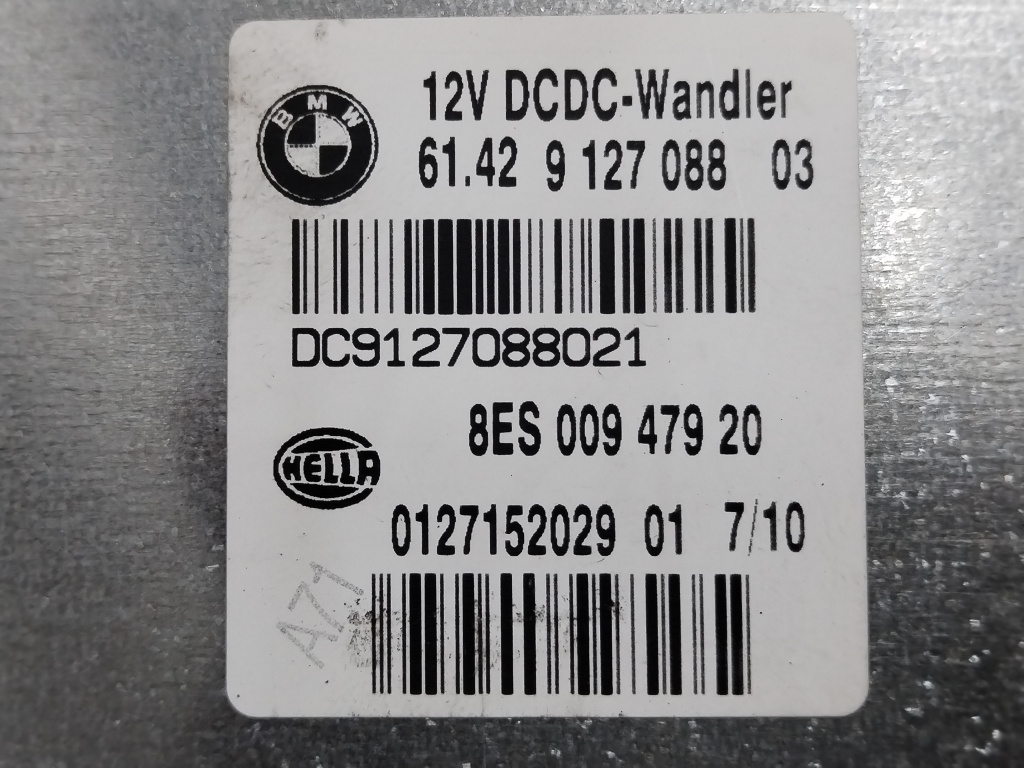 BMW
12V DCDC-Wandler
61.42 9 127 088 03
DC9127088021
8ES 009 479 20
HELLA
0127152029 01 7/10
A71